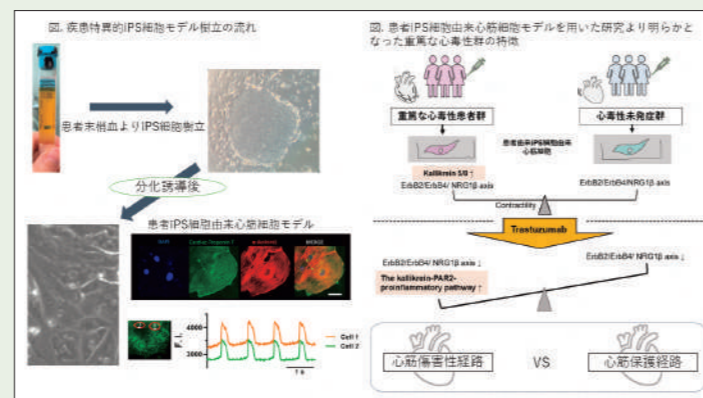 図. 疾患特異的iPS細胞モデル樹立の流れ
患者末梢血よりiPS細胞樹立
分化誘導後
患者iPS細胞由来心筋細胞モデル
DAPI
Cardiac Troponin T
α-Actinin
MERGE
F.I.
4000
3000
Cell 1
Cell 2
図. 患者iPS細胞由来心筋細胞モデルを用いた研究より明らかと
なった重篤な心毒性群の特徴
重篤な心毒性患者群
心毒性未発症群
患者由来iPS細胞由来
心筋細胞
Kallikrein 5/8 ↑
ErbB2/ErbB4/ NRG1β axis
ErbB2/ErbB4/NRG1β axis
Contractility
Trastuzumab
ErbB2/ErbB4/ NRG1β axis ↓
ErbB2/ErbB4/ NRG1β axis ↓
The kallikrein-PAR2-
proinflammatory pathway ↑
心筋傷害性経路
VS
心筋保護経路